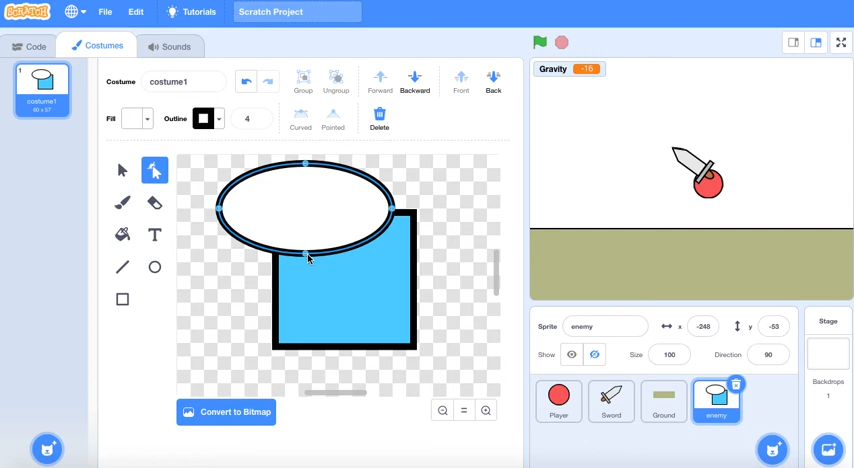 SCRATCH File Edit Tutorials Scratch Project
Code Costumes Sounds
1
costume1
60 x 57
Costume costume1 Group Ungroup Forward Backward Front Back
Fill Outline 4 Curved Pointed Delete
Convert to Bitmap
Gravity -16
Sprite enemy x -248 y -53
Show Size 100 Direction 90
Player Sword Ground enemy
Stage
Backdrops
1